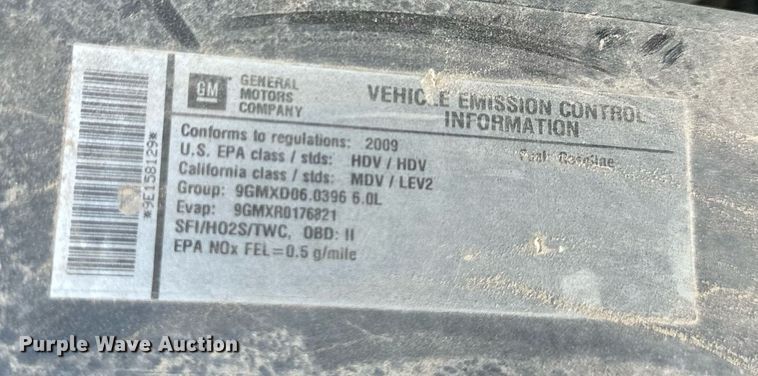 *9E158129*
GM
GENERAL
MOTORS
COMPANY
VEHICLE EMISSION CONTROL
INFORMATION
Conforms to regulations: 2009
U.S. EPA class / stds: HDV / HDV
California class / stds: MDV / LEV2
Group: 9GMXD06.0396 6.0L
Evap: 9GMXR0176821
SFI/HO2S/TWC, OBD: II
EPA NOx FEL=0.5 g/mile
Fuel: Gasoline
Purple Wave Auction